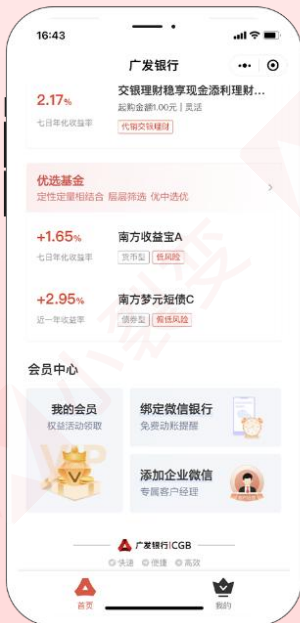 16:43
广发银行
2.17%
七日年化收益率
交银理财稳享现金添利理财...
起购金额1.00元 | 灵活
代销交银理财
优选基金
定性定量相结合 层层筛选 优中选优
+1.65%
七日年化收益率
南方收益宝A
货币型 低风险
+2.95%
近一年收益率
南方梦元短债C
债券型 偏低风险
会员中心
我的会员
权益活动领取
VIP
绑定微信银行
免费动账提醒
添加企业微信
专属客户经理
广发银行|CGB
快速 便捷 高效
首页
我的
小裂变